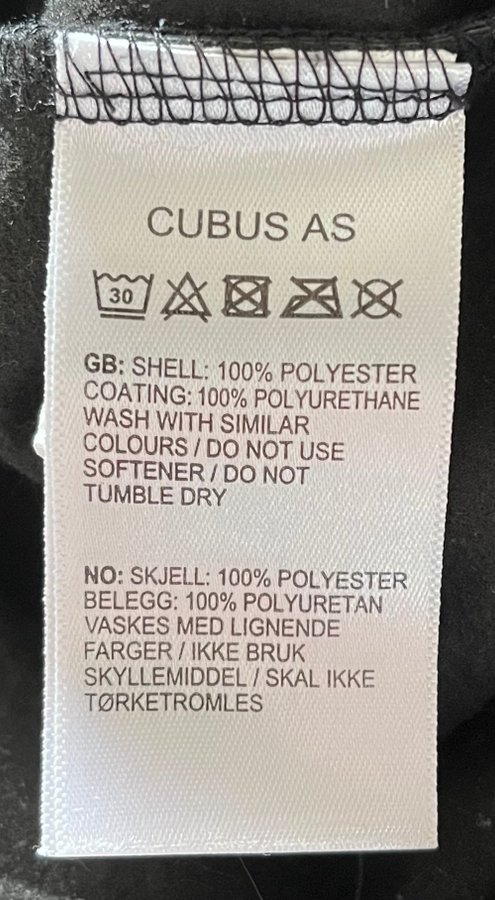 CUBUS AS
30
GB: SHELL: 100% POLYESTER
COATING: 100% POLYURETHANE
WASH WITH SIMILAR
COLOURS / DO NOT USE
SOFTENER / DO NOT
TUMBLE DRY
NO: SKJELL: 100% POLYESTER
BELEGG: 100% POLYURETAN
VASKES MED LIGNENDE
FARGER / IKKE BRUK
SKYLLEMIDDEL / SKAL IKKE
TØRKETROMLES